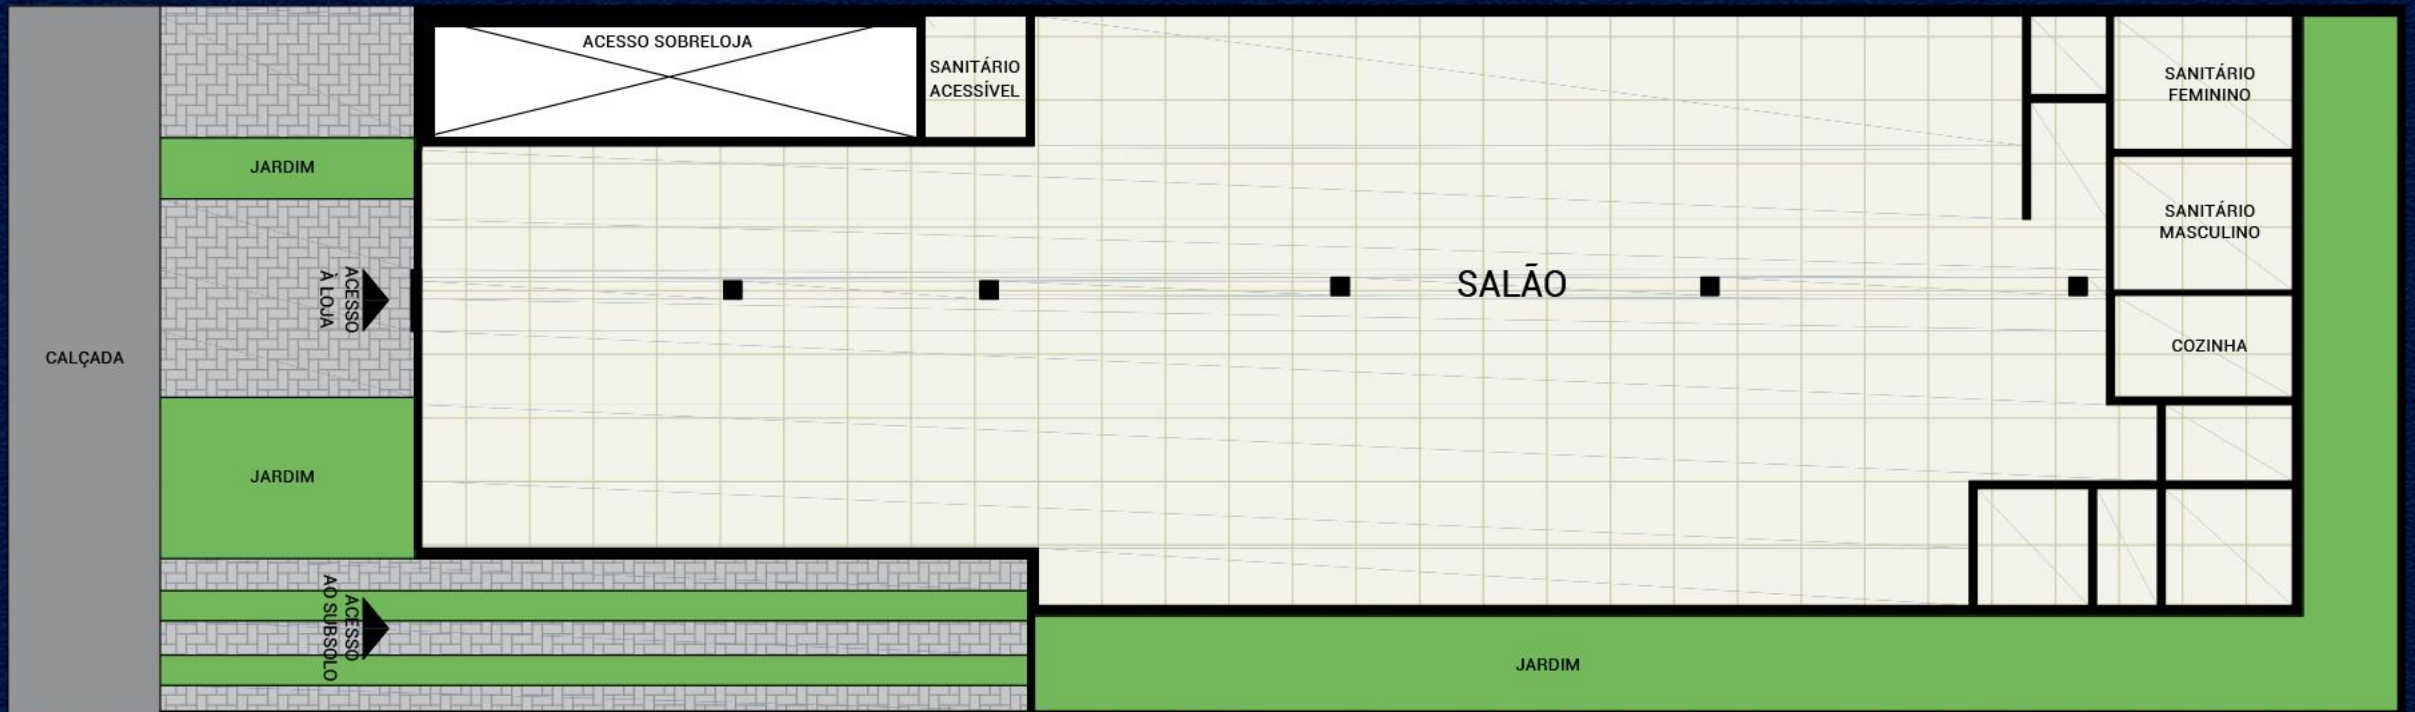 ACESSO SOBRELOJA
SANITÁRIO
ACESSÍVEL
SANITÁRIO
FEMININO
JARDIM
SANITÁRIO
MASCULINO
ACESSO
À LOJA
SALÃO
CALÇADA
COZINHA
JARDIM
ACESSO
AO SUBSOLO
JARDIM